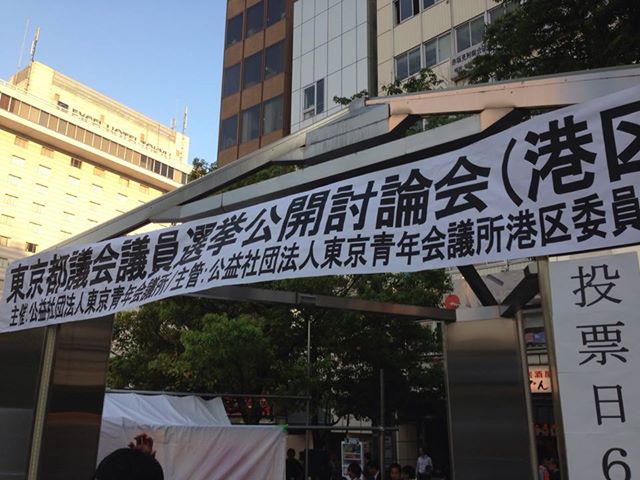 EXCEL HOTEL TOKYU
東京都議会議員選挙公開討論会(港区
主催:公益社団法人東京青年会議所/主管:公益社団法人東京青年会議所港区委員
投票日6
居酒屋